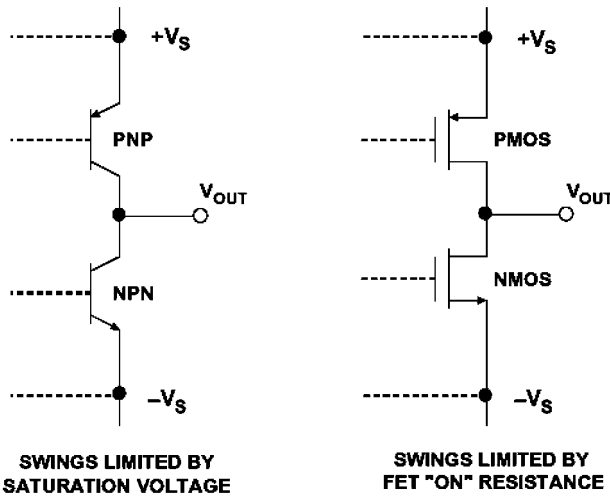 +VS
+VS
PNP
PMOS
VOUT
VOUT
NPN
NMOS
–VS
–VS
SWINGS LIMITED BY
SATURATION VOLTAGE
SWINGS LIMITED BY
FET "ON" RESISTANCE